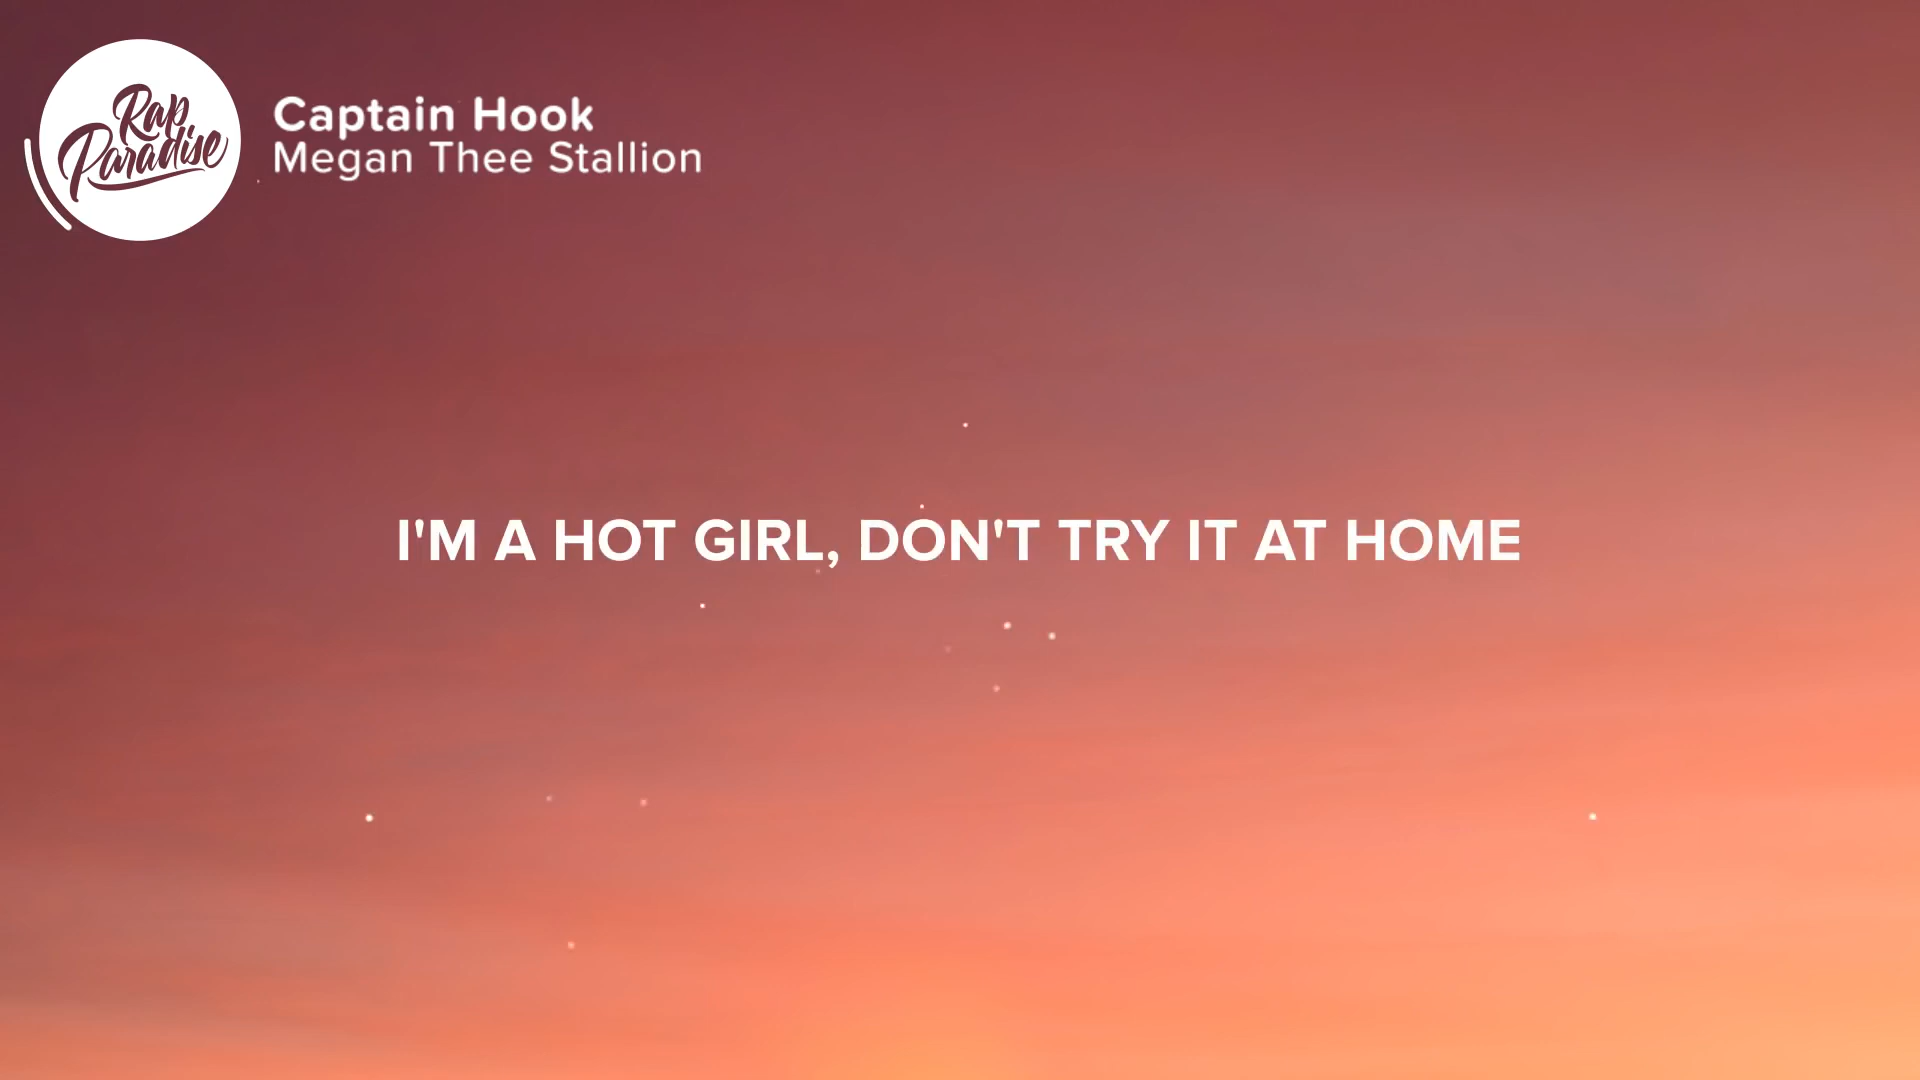 Rap
Paradise
Captain Hook
Megan Thee Stallion
I'M A HOT GIRL, DON'T TRY IT AT HOME